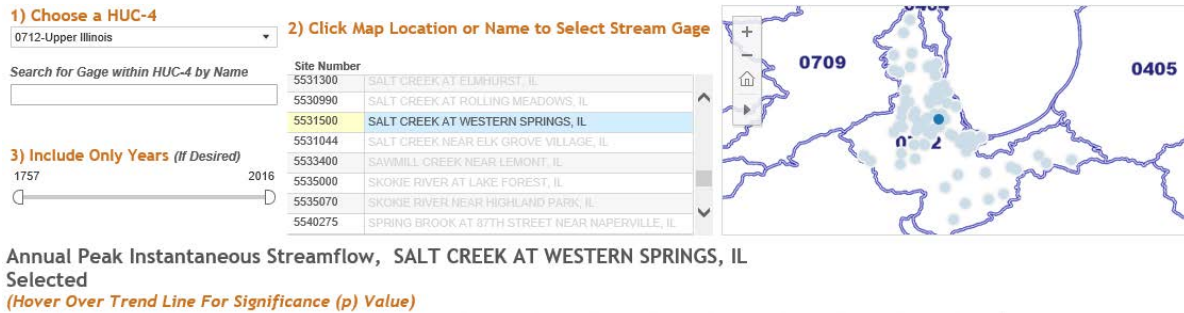 1) Choose a HUC-4
0712-Upper Illinois
Search for Gage within HUC-4 by Name
3) Include Only Years (If Desired)
1757 2016
2) Click Map Location or Name to Select Stream Gage
Site Number
5531300 SALT CREEK AT ELMHURST, IL
5530990 SALT CREEK AT ROLLING MEADOWS, IL
5531500 SALT CREEK AT WESTERN SPRINGS, IL
5531044 SALT CREEK NEAR ELK GROVE VILLAGE, IL
5533400 SAWMILL CREEK NEAR LEMONT, IL
5535000 SKOKIE RIVER AT LAKE FOREST, IL
5535070 SKOKIE RIVER NEAR HIGHLAND PARK, IL
5540275 SPRING BROOK AT 87TH STREET NEAR NAPERVILLE, IL
+
−
0709
0405
Annual Peak Instantaneous Streamflow, SALT CREEK AT WESTERN SPRINGS, IL
Selected
(Hover Over Trend Line For Significance (p) Value)